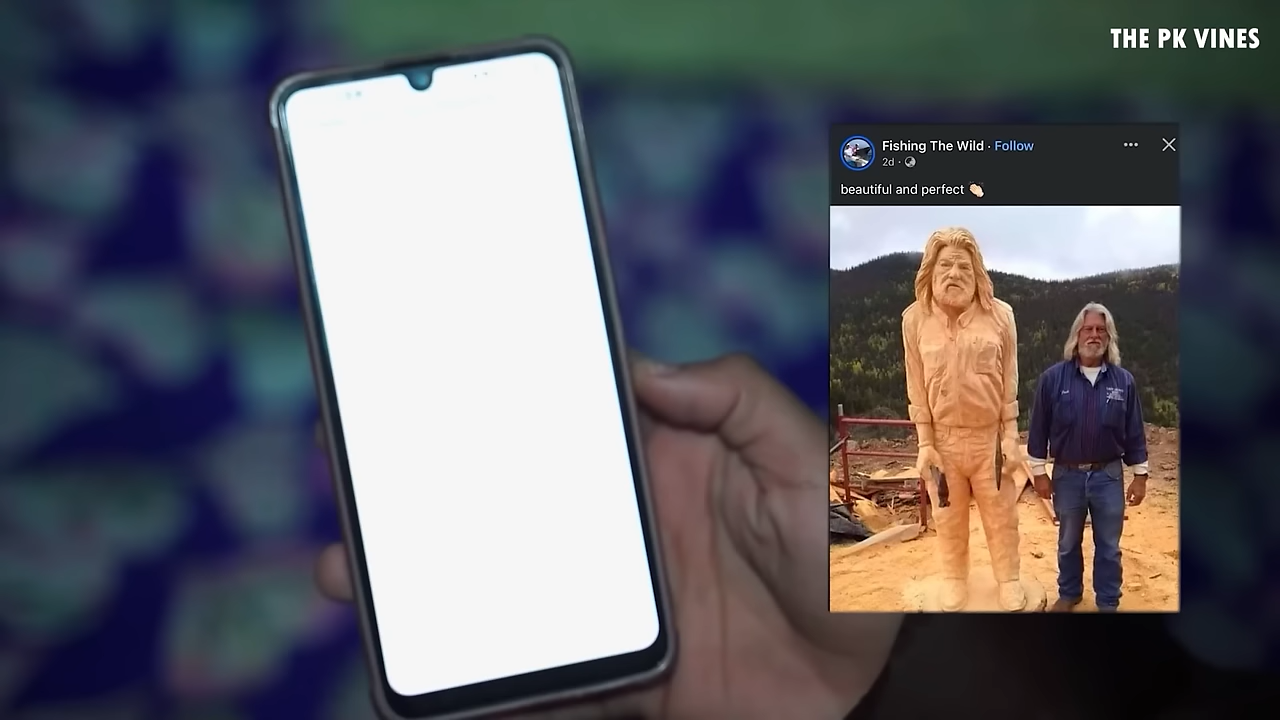 THE PK VINES
Fishing The Wild · Follow
2d ·
beautiful and perfect 👏🏻